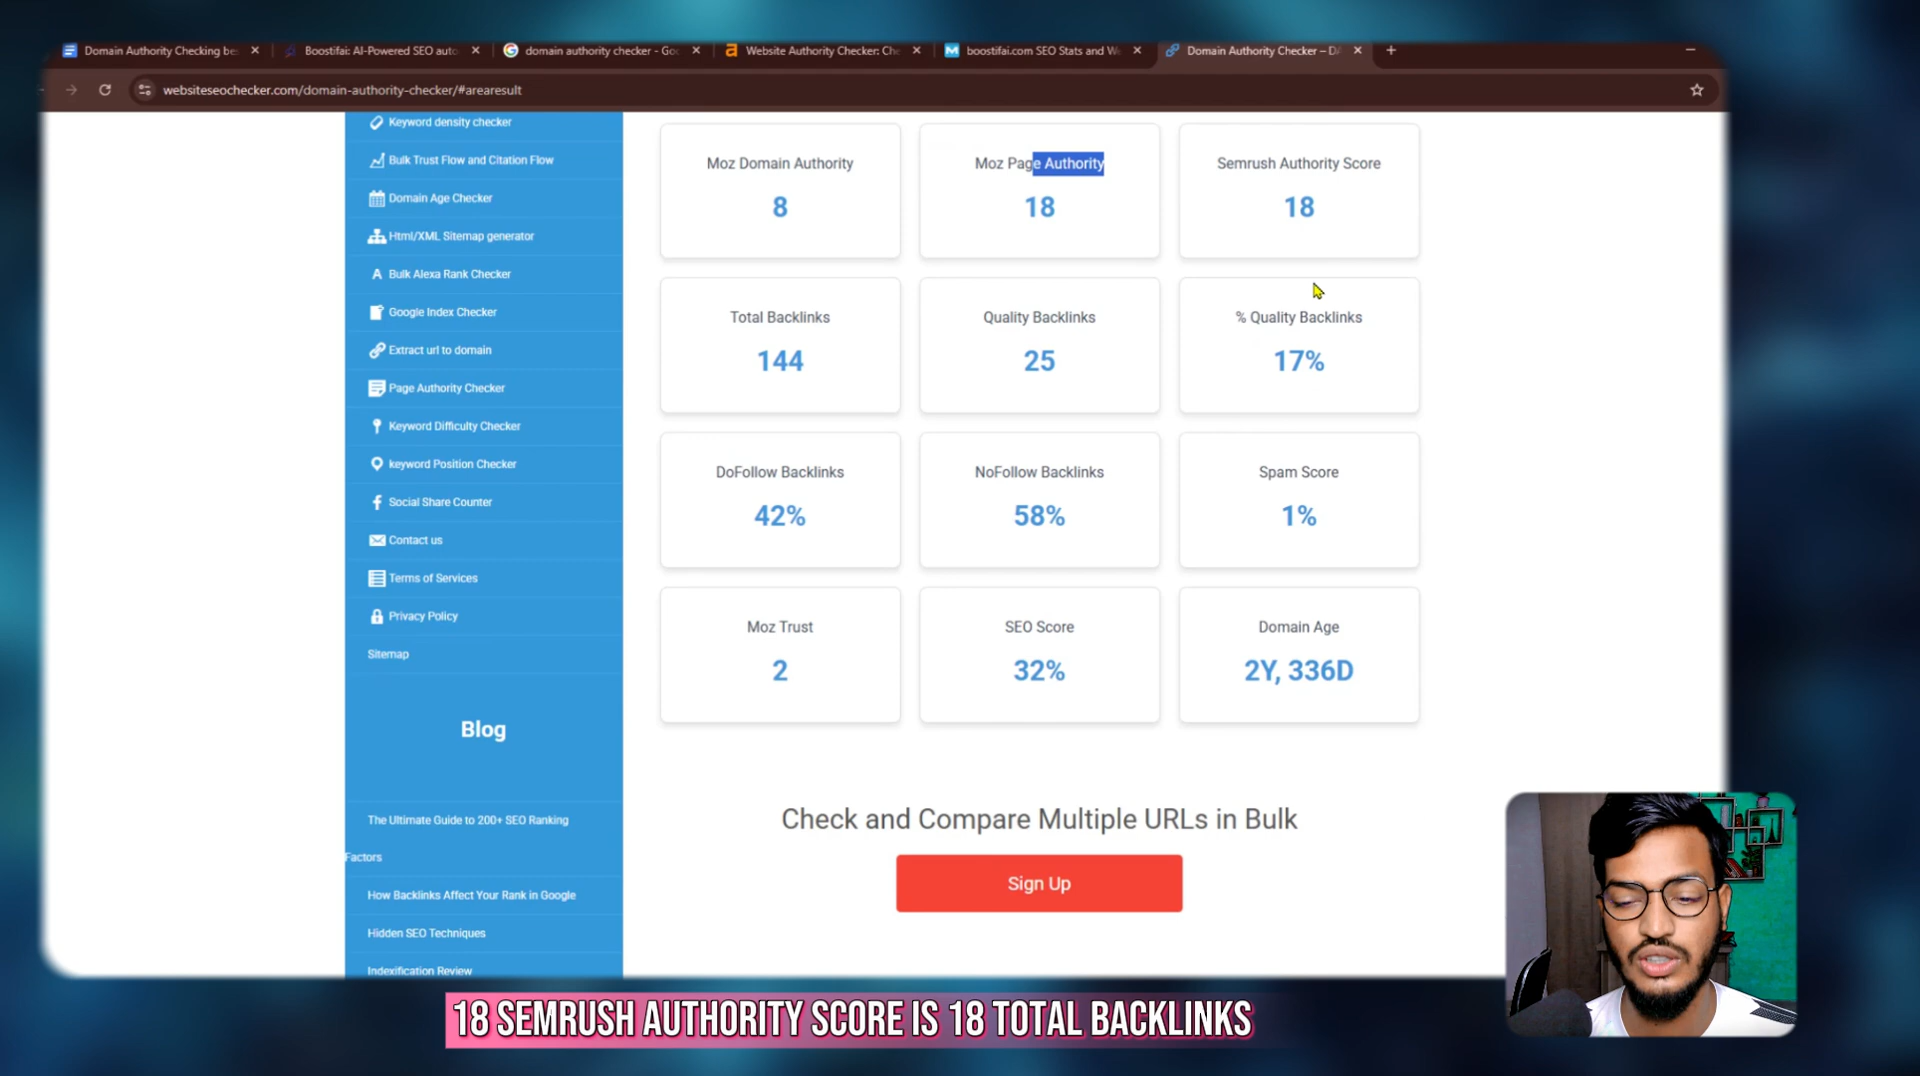 Domain Authority Checking be
Boostifai: AI-Powered SEO auto
domain authority checker - Goo
Website Authority Checker: Che
boostifai.com SEO Stats and We
Domain Authority Checker – DA
websiteseochecker.com/domain-authority-checker/#arearesult
Keyword density checker
Bulk Trust Flow and Citation Flow
Domain Age Checker
Html/XML Sitemap generator
Bulk Alexa Rank Checker
Google Index Checker
Extract url to domain
Page Authority Checker
Keyword Difficulty Checker
keyword Position Checker
Social Share Counter
Contact us
Terms of Services
Privacy Policy
Sitemap
Blog
The Ultimate Guide to 200+ SEO Ranking
Factors
How Backlinks Affect Your Rank in Google
Hidden SEO Techniques
Indexification Review
Moz Domain Authority
8
Moz Page Authority
18
Semrush Authority Score
18
Total Backlinks
144
Quality Backlinks
25
% Quality Backlinks
17%
DoFollow Backlinks
42%
NoFollow Backlinks
58%
Spam Score
1%
Moz Trust
2
SEO Score
32%
Domain Age
2Y, 336D
Check and Compare Multiple URLs in Bulk
Sign Up
18 SEMRUSH AUTHORITY SCORE IS 18 TOTAL BACKLINKS